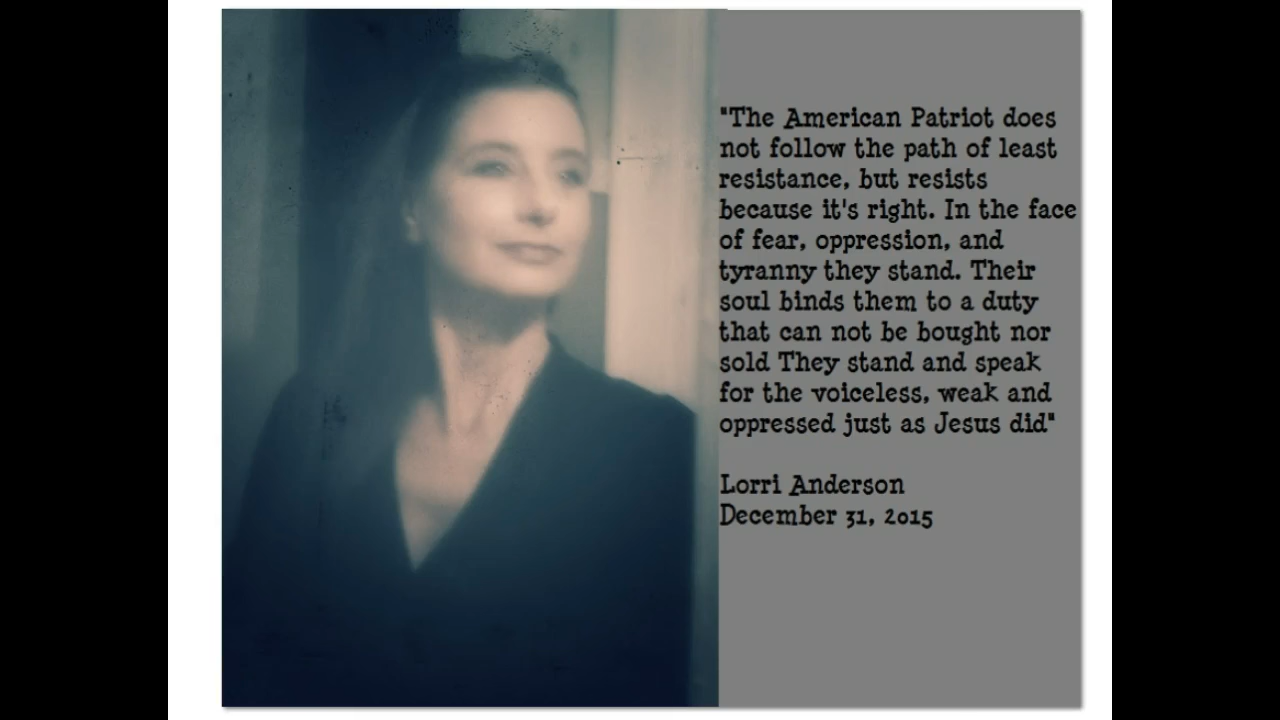 "The American Patriot does
not follow the path of least
resistance, but resists
because it's right. In the face
of fear, oppression, and
tyranny they stand. Their
soul binds them to a duty
that can not be bought nor
sold They stand and speak
for the voiceless, weak and
oppressed just as Jesus did"
Lorri Anderson
December 31, 2015